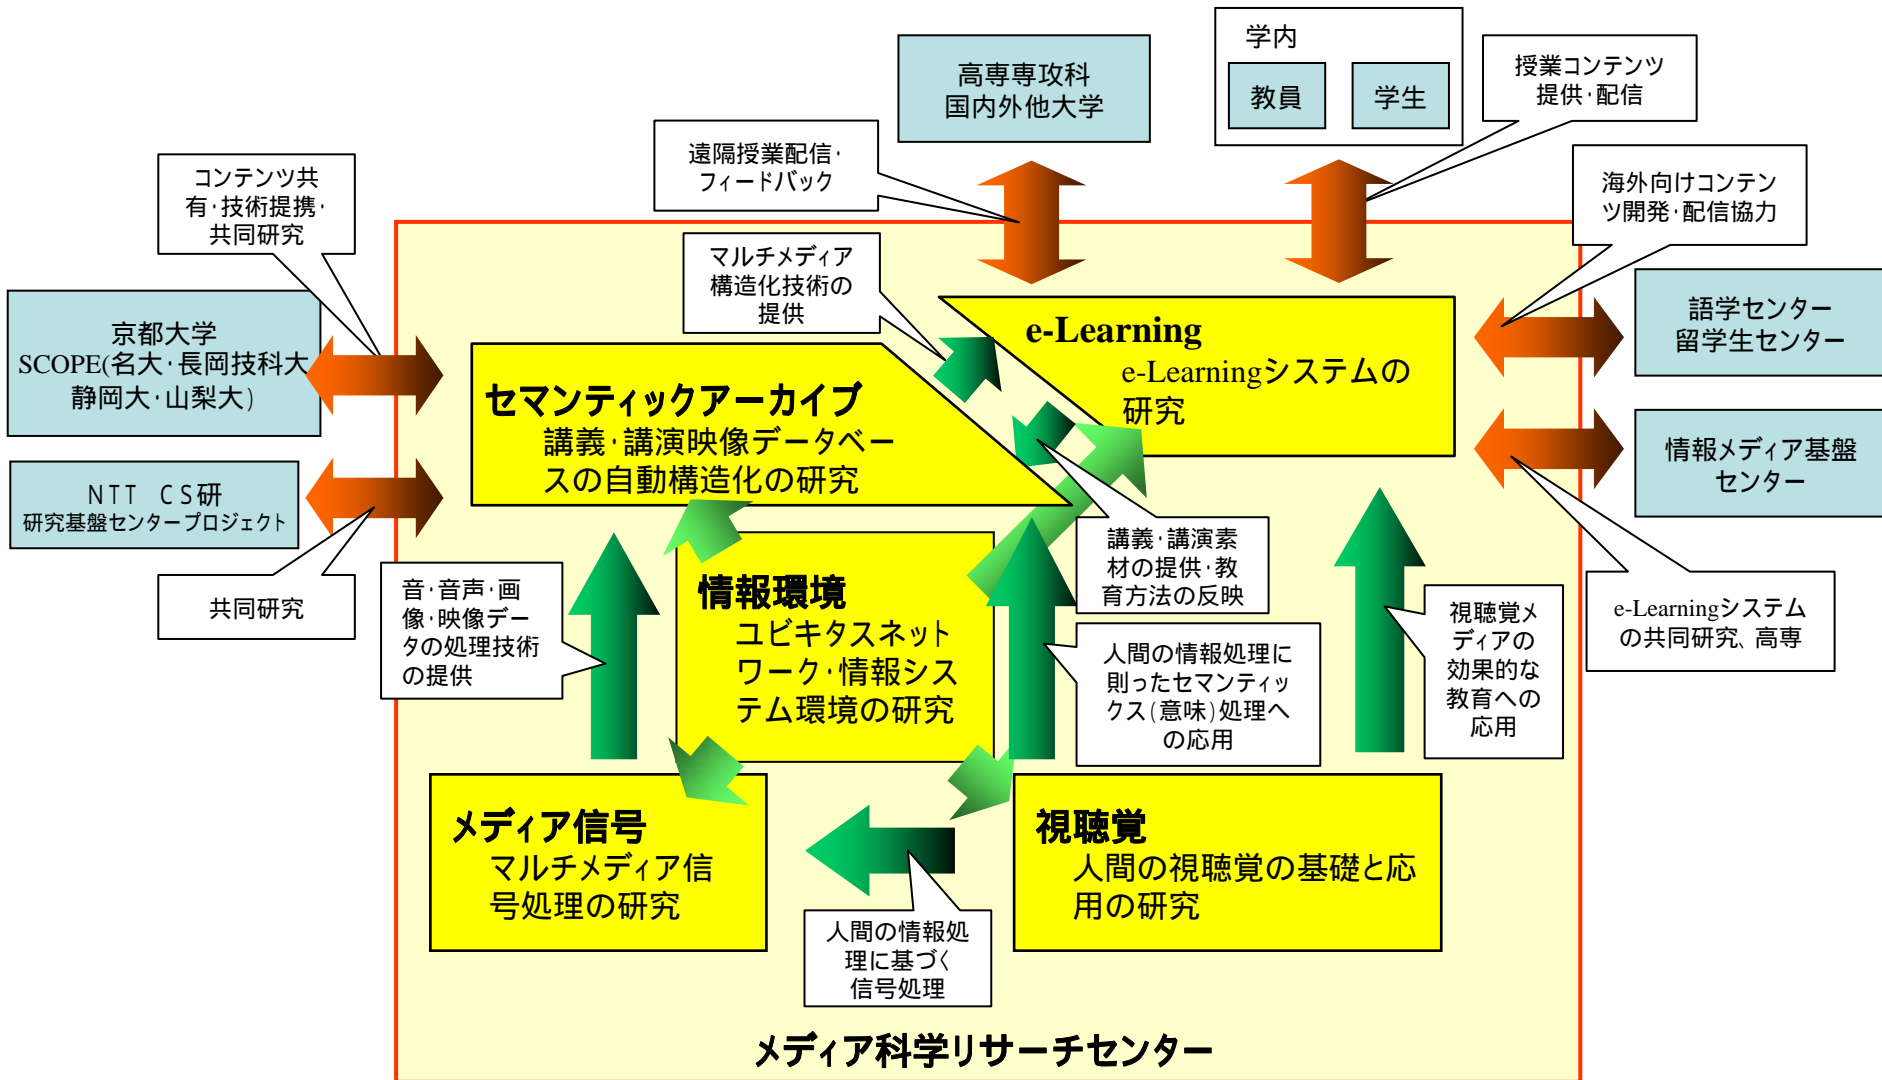 高専専攻科
国内外他大学
学内
教員
学生
授業コンテンツ
提供・配信
遠隔授業配信・
フィードバック
コンテンツ共
有・技術提携・
共同研究
海外向けコンテン
ツ開発・配信協力
マルチメディア
構造化技術の
提供
京都大学
SCOPE(名大・長岡技科大
静岡大・山梨大)
語学センター
留学生センター
e-Learning
e-Learningシステムの
研究
セマンティックアーカイブ
講義・講演映像データベー
スの自動構造化の研究
情報メディア基盤
センター
NTT CS研
研究基盤センタープロジェクト
講義・講演素
材の提供・教
育方法の反映
共同研究
音・音声・画
像・映像デー
タの処理技術
の提供
情報環境
ユビキタスネット
ワーク・情報シス
テム環境の研究
人間の情報処理に
則ったセマンティッ
クス(意味)処理へ
の応用
視聴覚メ
ディアの
効果的な
教育への
応用
e-Learningシステム
の共同研究、高専
メディア信号
マルチメディア信
号処理の研究
視聴覚
人間の視聴覚の基礎と応
用の研究
人間の情報処
理に基づく
信号処理
メディア科学リサーチセンター